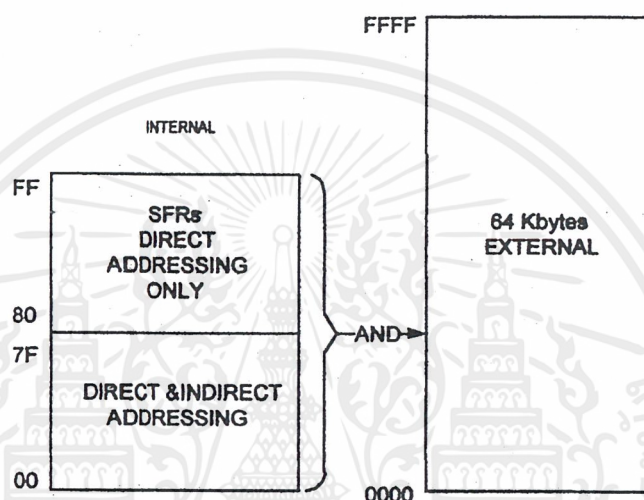 FFFF
INTERNAL
FF
SFRs
DIRECT
ADDRESSING
ONLY
80
7F
DIRECT &INDIRECT
ADDRESSING
00
AND
64 Kbytes
EXTERNAL
0000